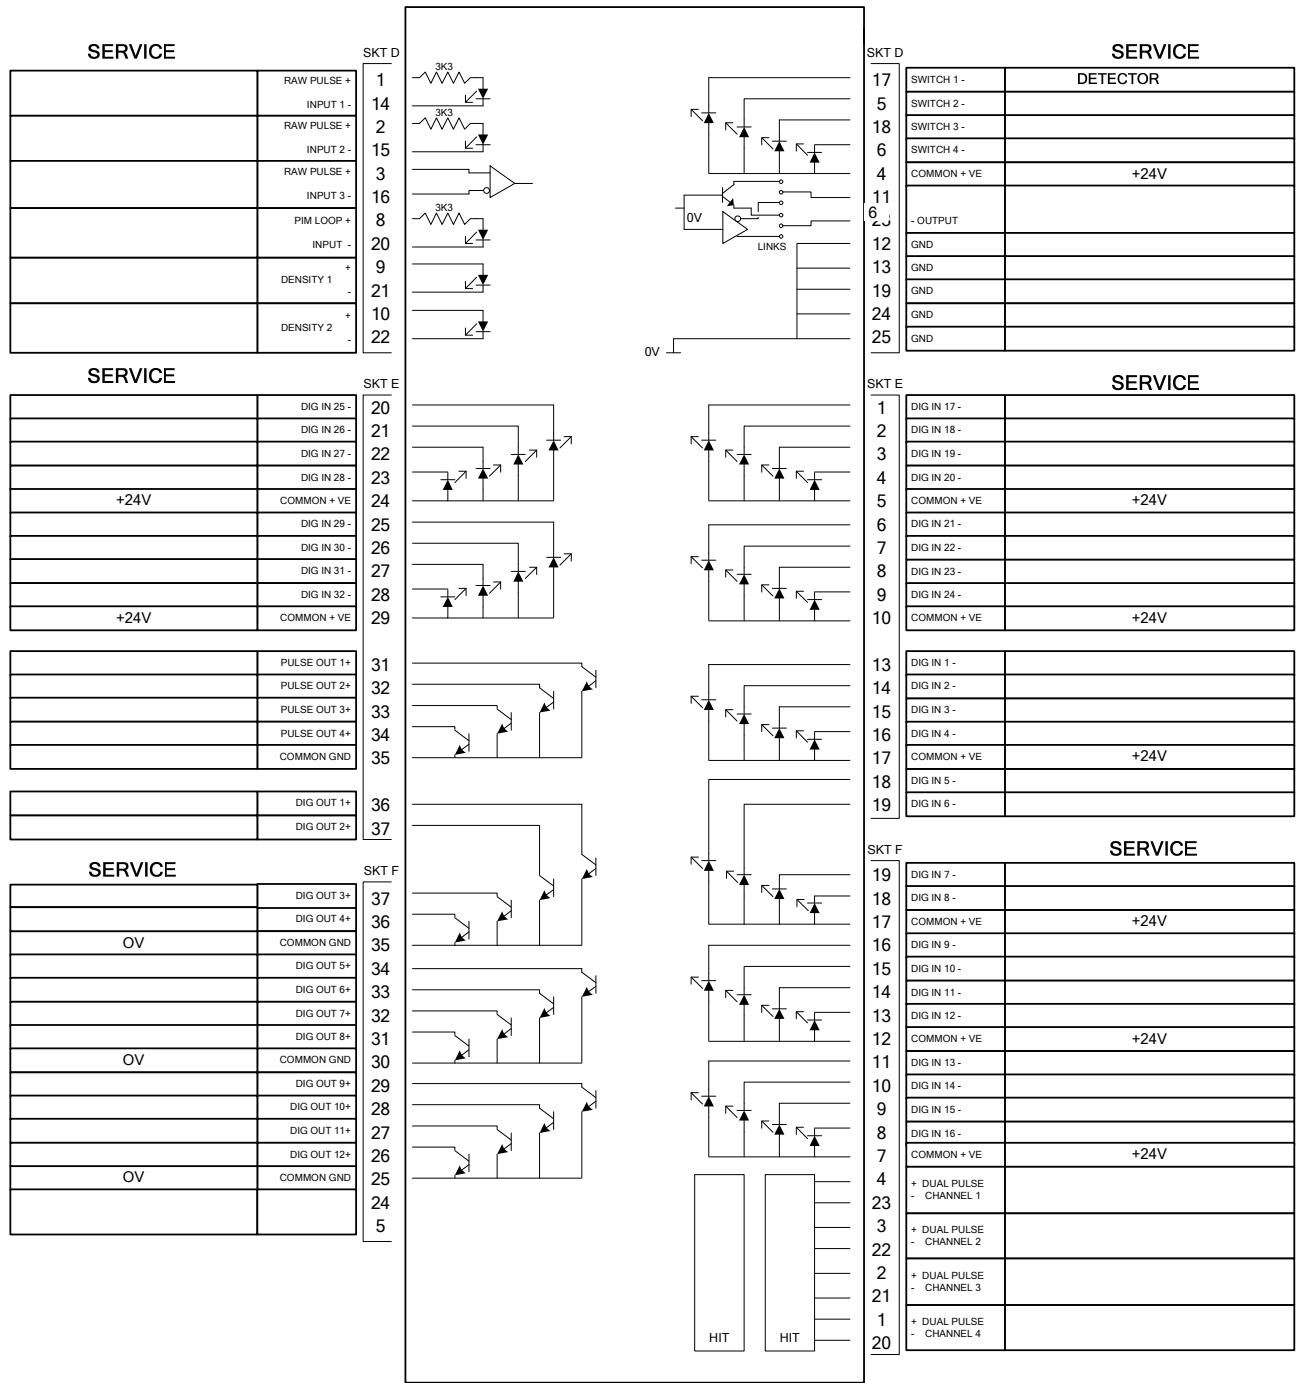 SERVICE
SKT D
RAW PULSE + 1
INPUT 1 - 14
RAW PULSE + 2
INPUT 2 - 15
RAW PULSE + 3
INPUT 3 - 16
PIM LOOP + 8
INPUT - 20
+ 9
DENSITY 1
- 21
+ 10
DENSITY 2
- 22
3K3
3K3
3K3
0V
LINKS
0V
SKT D
SERVICE
17 SWITCH 1 - DETECTOR
5 SWITCH 2 -
18 SWITCH 3 -
6 SWITCH 4 -
4 COMMON + VE +24V
11
6
23 - OUTPUT
12 GND
13 GND
19 GND
24 GND
25 GND
SERVICE
SKT E
DIG IN 25 - 20
DIG IN 26 - 21
DIG IN 27 - 22
DIG IN 28 - 23
+24V COMMON + VE 24
DIG IN 29 - 25
DIG IN 30 - 26
DIG IN 31 - 27
DIG IN 32 - 28
+24V COMMON + VE 29
PULSE OUT 1+ 31
PULSE OUT 2+ 32
PULSE OUT 3+ 33
PULSE OUT 4+ 34
COMMON GND 35
DIG OUT 1+ 36
DIG OUT 2+ 37
SKT E
SERVICE
1 DIG IN 17 -
2 DIG IN 18 -
3 DIG IN 19 -
4 DIG IN 20 -
5 COMMON + VE +24V
6 DIG IN 21 -
7 DIG IN 22 -
8 DIG IN 23 -
9 DIG IN 24 -
10 COMMON + VE +24V
13 DIG IN 1 -
14 DIG IN 2 -
15 DIG IN 3 -
16 DIG IN 4 -
17 COMMON + VE +24V
18 DIG IN 5 -
19 DIG IN 6 -
SERVICE
SKT F
DIG OUT 3+ 37
DIG OUT 4+ 36
OV COMMON GND 35
DIG OUT 5+ 34
DIG OUT 6+ 33
DIG OUT 7+ 32
DIG OUT 8+ 31
OV COMMON GND 30
DIG OUT 9+ 29
DIG OUT 10+ 28
DIG OUT 11+ 27
DIG OUT 12+ 26
OV COMMON GND 25
24
5
SKT F
SERVICE
19 DIG IN 7 -
18 DIG IN 8 -
17 COMMON + VE +24V
16 DIG IN 9 -
15 DIG IN 10 -
14 DIG IN 11 -
13 DIG IN 12 -
12 COMMON + VE +24V
11 DIG IN 13 -
10 DIG IN 14 -
9 DIG IN 15 -
8 DIG IN 16 -
7 COMMON + VE +24V
4 + DUAL PULSE
23 - CHANNEL 1
3 + DUAL PULSE
22 - CHANNEL 2
2 + DUAL PULSE
21 - CHANNEL 3
1 + DUAL PULSE
20 - CHANNEL 4
HIT
HIT